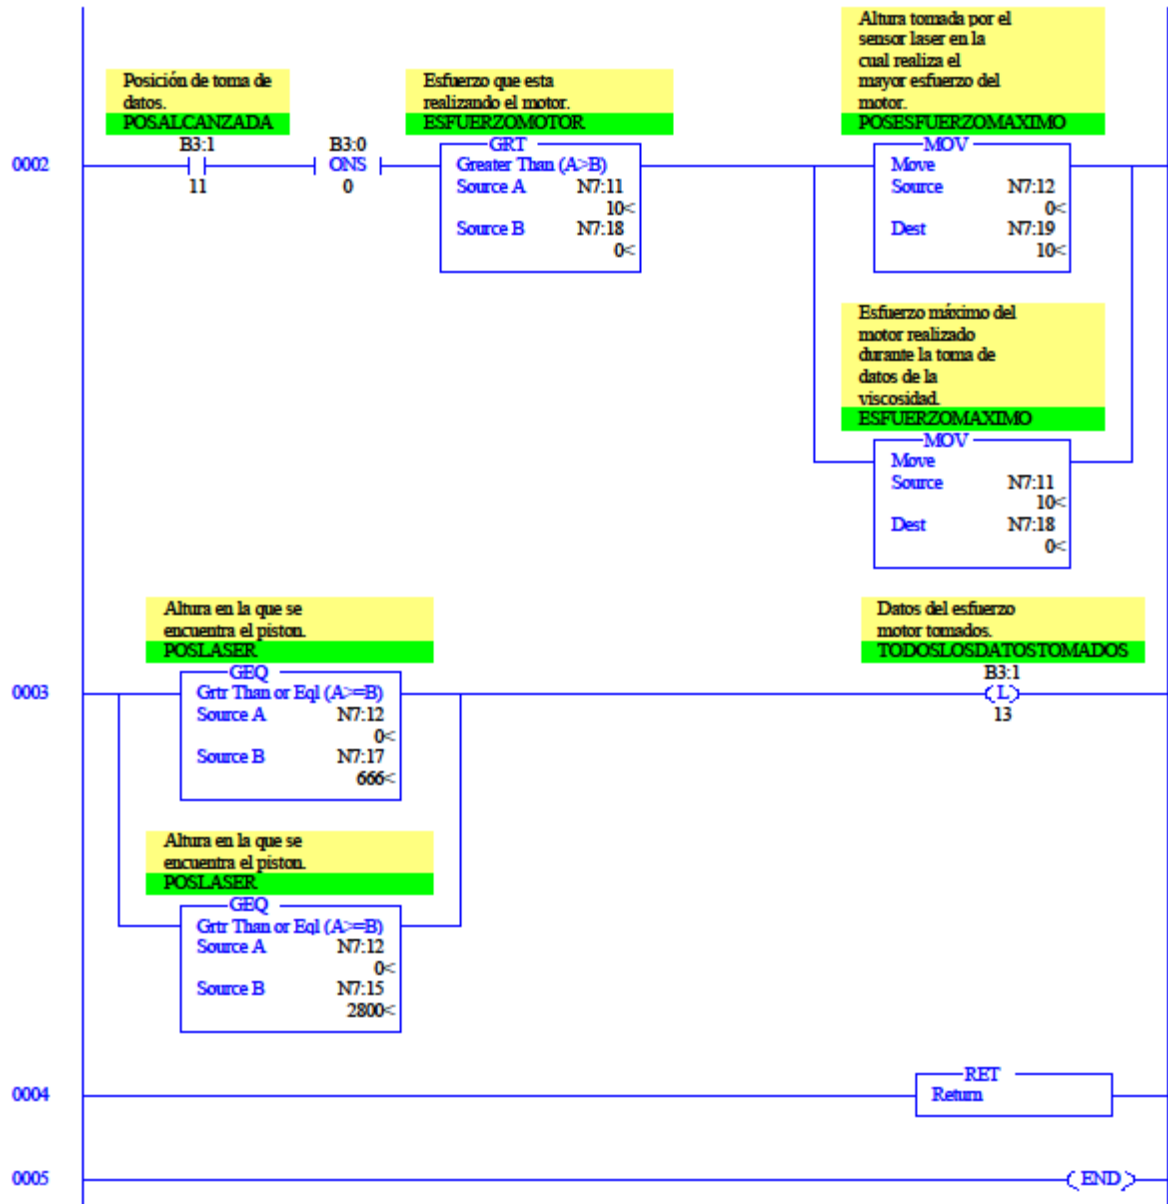 Altura tomada por el
sensor laser en la
cual realiza el
mayor esfuerzo del
motor.
POSESFUERZOMAXIMO
Posición de toma de
datos.
POSALCANZADA
B3:1
11
B3:0
ONS
0
Esfuerzo que esta
realizando el motor.
ESFUERZOMOTOR
0002
GRT
Greater Than (A>B)
Source A N7:11
10<
Source B N7:18
0<
MOV
Move
Source N7:12
0<
Dest N7:19
10<
Esfuerzo máximo del
motor realizado
durante la toma de
datos de la
viscosidad.
ESFUERZOMAXIMO
MOV
Move
Source N7:11
10<
Dest N7:18
0<
Altura en la que se
encuentra el piston.
POSLASER
0003
GEQ
Grtr Than or Eql (A>=B)
Source A N7:12
0<
Source B N7:17
666<
Datos del esfuerzo
motor tomados.
TODOSLOSDATOSTOMADOS
B3:1
L
13
Altura en la que se
encuentra el piston.
POSLASER
GEQ
Grtr Than or Eql (A>=B)
Source A N7:12
0<
Source B N7:15
2800<
0004
RET
Return
0005
END